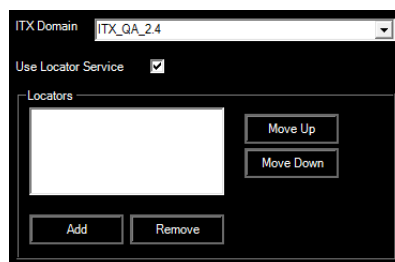 ITX Domain ITX_QA_2.4
Use Locator Service
Locators
Move Up
Move Down
Add Remove